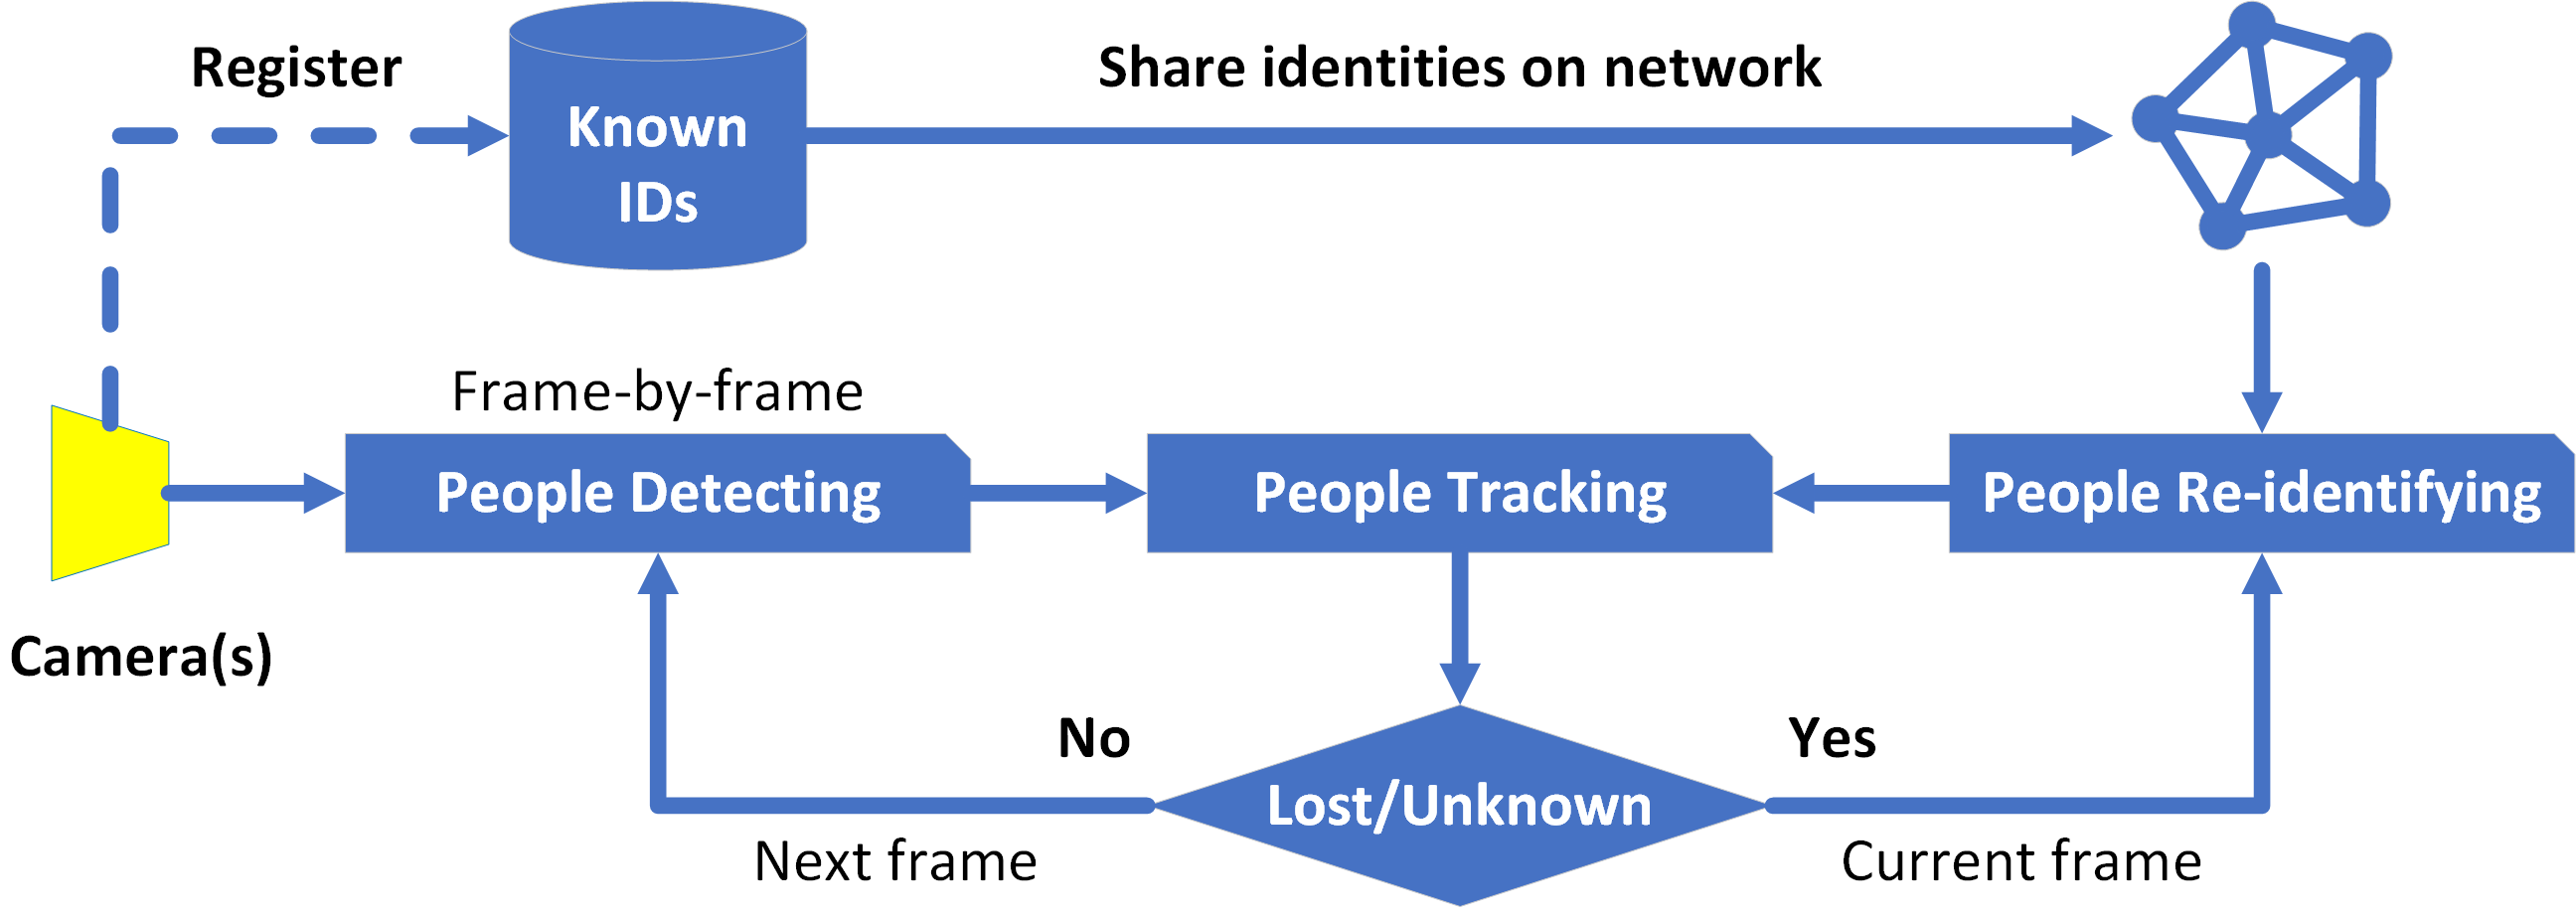 Register
Known
IDs
Share identities on network
Frame-by-frame
People Detecting
People Tracking
People Re-identifying
Camera(s)
No
Yes
Lost/Unknown
Next frame
Current frame